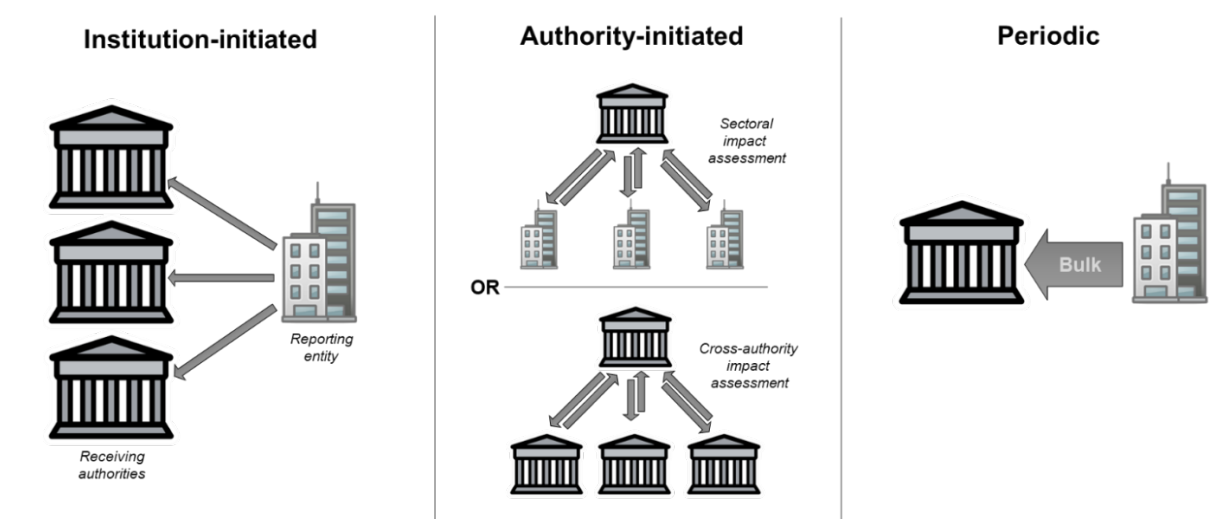 Institution-initiated
Reporting
entity
Receiving
authorities
Authority-initiated
Sectoral
impact
assessment
OR
Cross-authority
impact
assessment
Periodic
Bulk